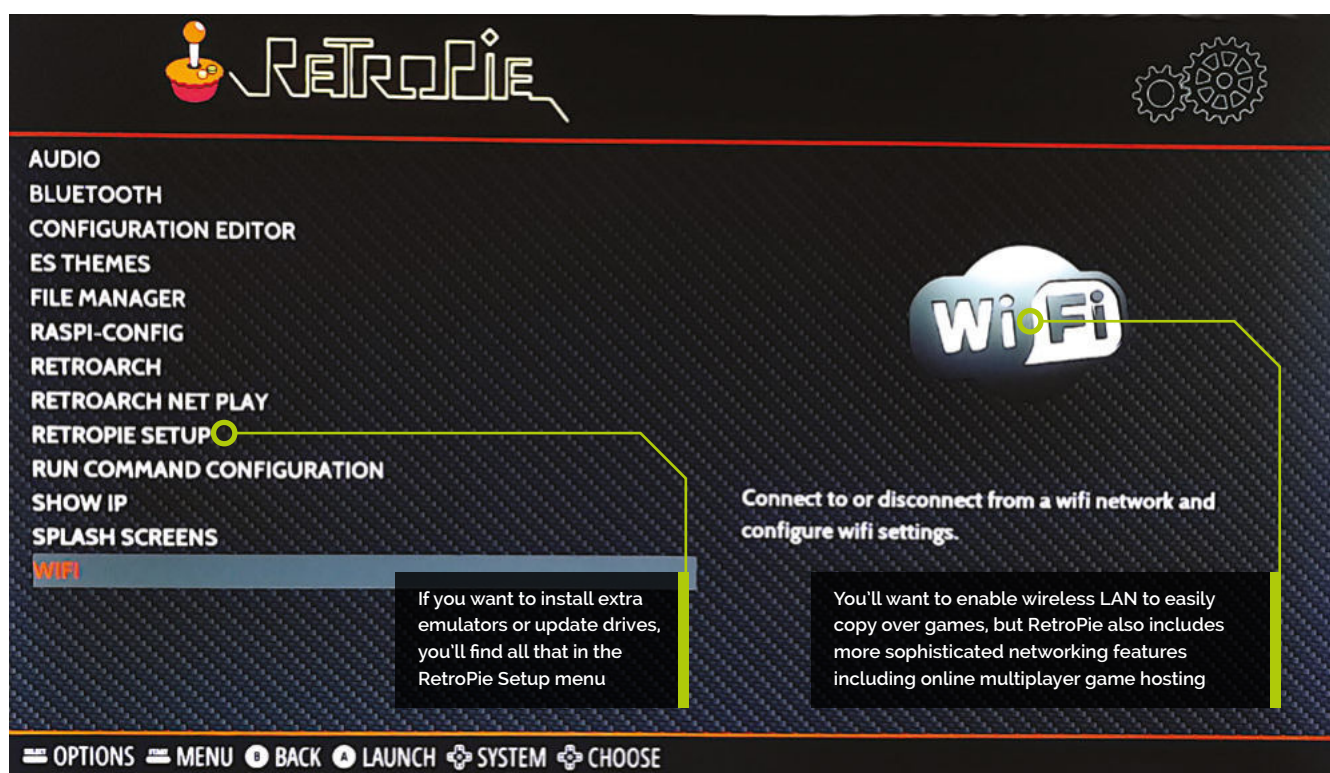 RETROPIE
AUDIO
BLUETOOTH
CONFIGURATION EDITOR
ES THEMES
FILE MANAGER
RASPI-CONFIG
RETROARCH
RETROARCH NET PLAY
RETROPIE SETUP
RUN COMMAND CONFIGURATION
SHOW IP
SPLASH SCREENS
WIFI
Wi Fi
Connect to or disconnect from a wifi network and
configure wifi settings.
If you want to install extra
emulators or update drives,
you'll find all that in the
RetroPie Setup menu
You'll want to enable wireless LAN to easily
copy over games, but RetroPie also includes
more sophisticated networking features
including online multiplayer game hosting
SELECT OPTIONS START MENU B BACK A LAUNCH SYSTEM CHOOSE